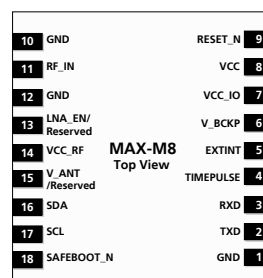 10 GND RESET_N 9
11 RF_IN VCC 8
12 GND VCC_IO 7
13 LNA_EN/
Reserved
V_BCKP 6
14 VCC_RF MAX-M8
Top View
EXTINT 5
15 V_ANT
/Reserved
TIMEPULSE 4
16 SDA RXD 3
17 SCL TXD 2
18 SAFEBOOT_N GND 1